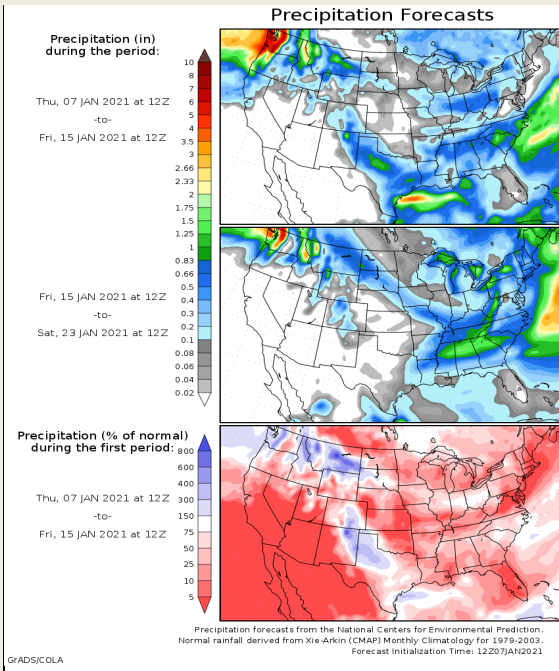 Precipitation Forecasts
Precipitation (in)
during the period:
Thu, 07 JAN 2021 at 12Z
-to-
Fri, 15 JAN 2021 at 12Z
10
8
7
6
5
4
3.5
3
2.66
2.33
2
1.75
1.5
1.25
1
0.83
0.66
0.5
0.4
0.3
0.2
0.1
0.08
0.06
0.04
0.02
Fri, 15 JAN 2021 at 12Z
-to-
Sat, 23 JAN 2021 at 12Z
Precipitation (% of normal)
during the first period:
Thu, 07 JAN 2021 at 12Z
-to-
Fri, 15 JAN 2021 at 12Z
800
600
400
300
150
75
50
25
10
5
Precipitation forecasts from the National Centers for Environmental Prediction.
Normal rainfall derived from Xie-Arkin (CMAP) Monthly Climatology for 1979-2003.
Forecast Initialization Time: 12Z07JAN2021
GrADS/COLA